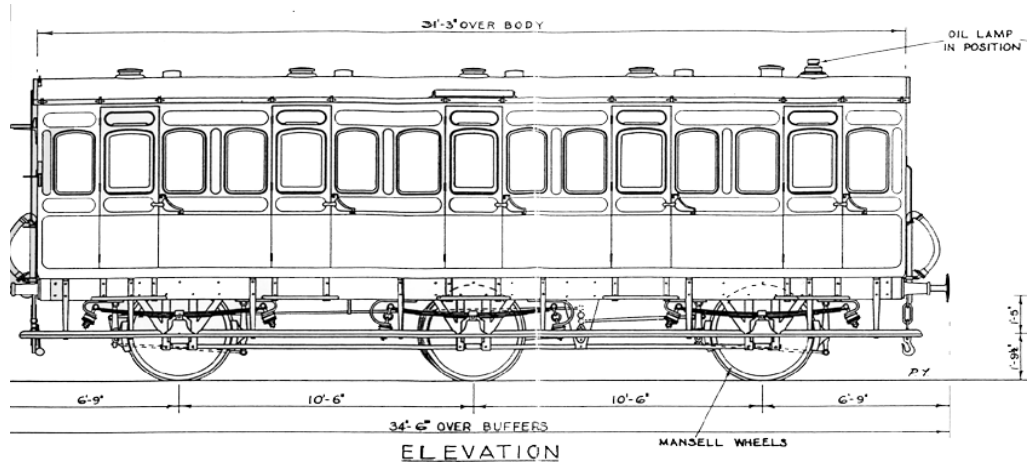 31'-3" OVER BODY
OIL LAMP
IN POSITION
1'-5"
1'-9½"
P Y
6'-9"
10'-6"
10'-6"
6'-9"
34'-6" OVER BUFFERS
MANSELL WHEELS
ELEVATION